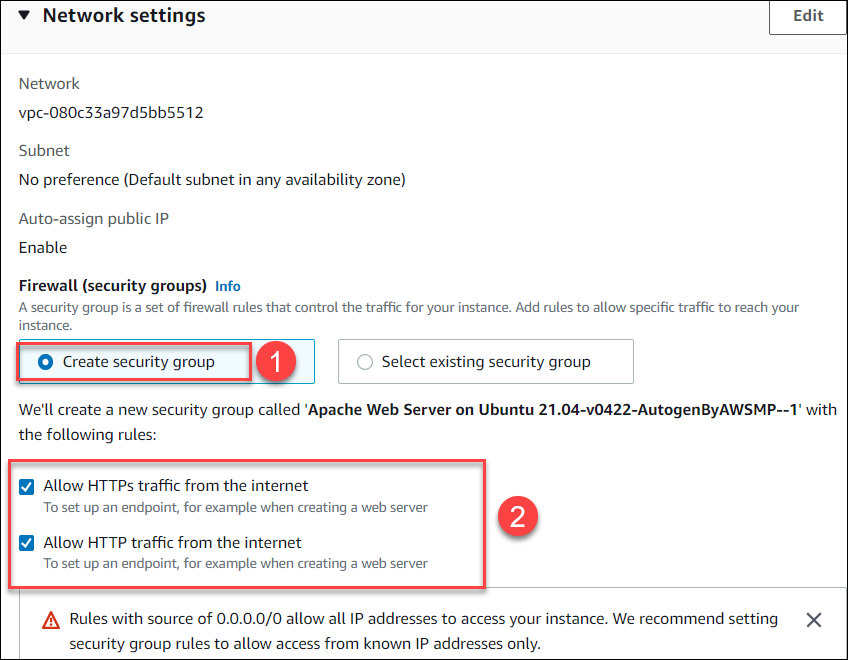 Network settings
Edit
Network
vpc-080c33a97d5bb5512
Subnet
No preference (Default subnet in any availability zone)
Auto-assign public IP
Enable
Firewall (security groups) Info
A security group is a set of firewall rules that control the traffic for your instance. Add rules to allow specific traffic to reach your
instance.
Create security group
1
Select existing security group
We'll create a new security group called 'Apache Web Server on Ubuntu 21.04-v0422-AutogenByAWSMP--1' with
the following rules:
Allow HTTPs traffic from the internet
To set up an endpoint, for example when creating a web server
2
Allow HTTP traffic from the internet
To set up an endpoint, for example when creating a web server
Rules with source of 0.0.0.0/0 allow all IP addresses to access your instance. We recommend setting
security group rules to allow access from known IP addresses only.